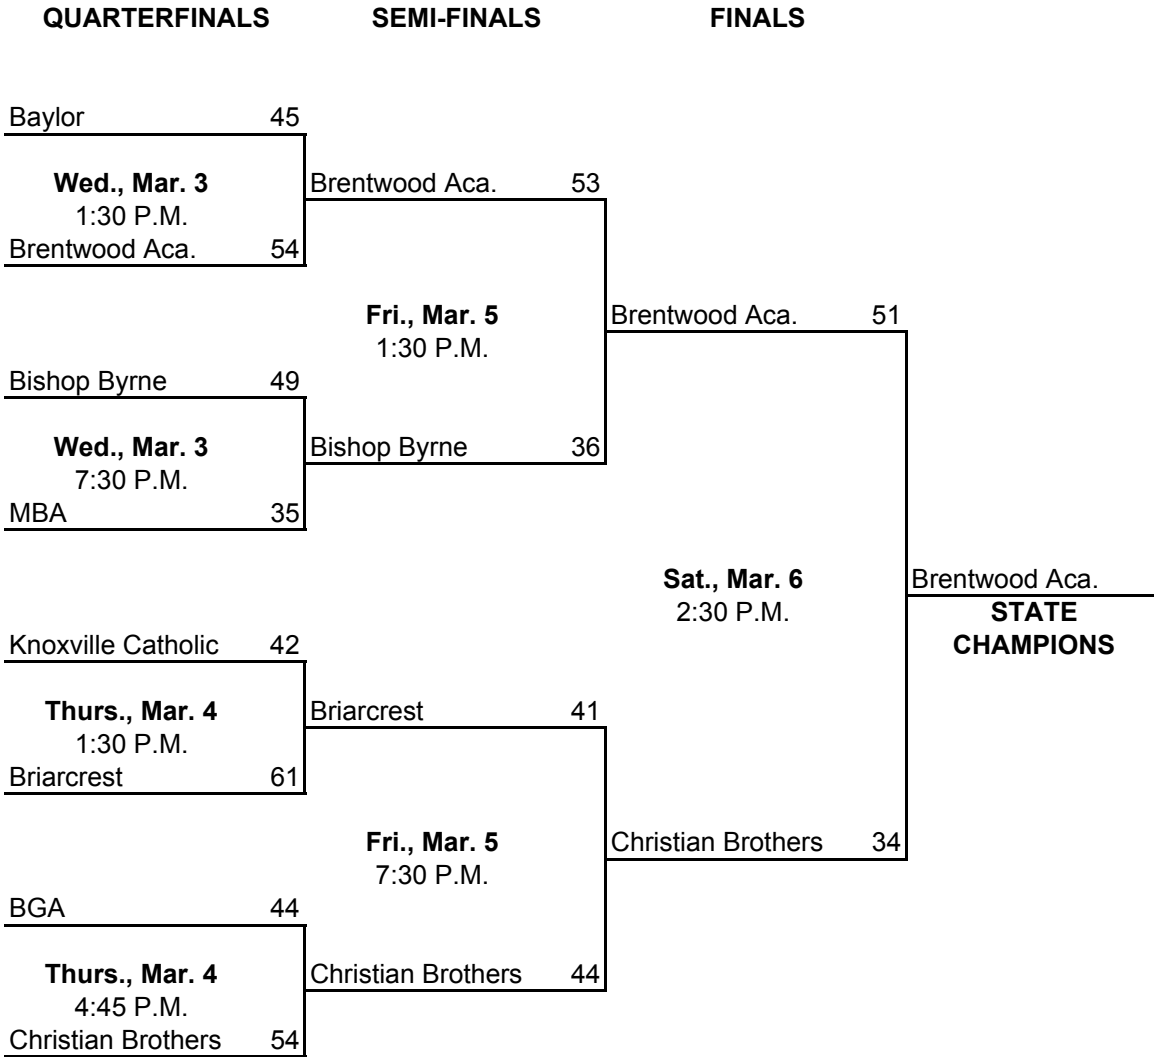 QUARTERFINALS SEMI-FINALS FINALS
Baylor 45
Wed., Mar. 3 Brentwood Aca. 53
1:30 P.M.
Brentwood Aca. 54
Fri., Mar. 5 Brentwood Aca. 51
1:30 P.M.
Bishop Byrne 49
Wed., Mar. 3 Bishop Byrne 36
7:30 P.M.
MBA 35
Sat., Mar. 6 Brentwood Aca.
2:30 P.M. STATE
Knoxville Catholic 42 CHAMPIONS
Thurs., Mar. 4 Briarcrest 41
1:30 P.M.
Briarcrest 61
Fri., Mar. 5 Christian Brothers 34
7:30 P.M.
BGA 44
Thurs., Mar. 4 Christian Brothers 44
4:45 P.M.
Christian Brothers 54